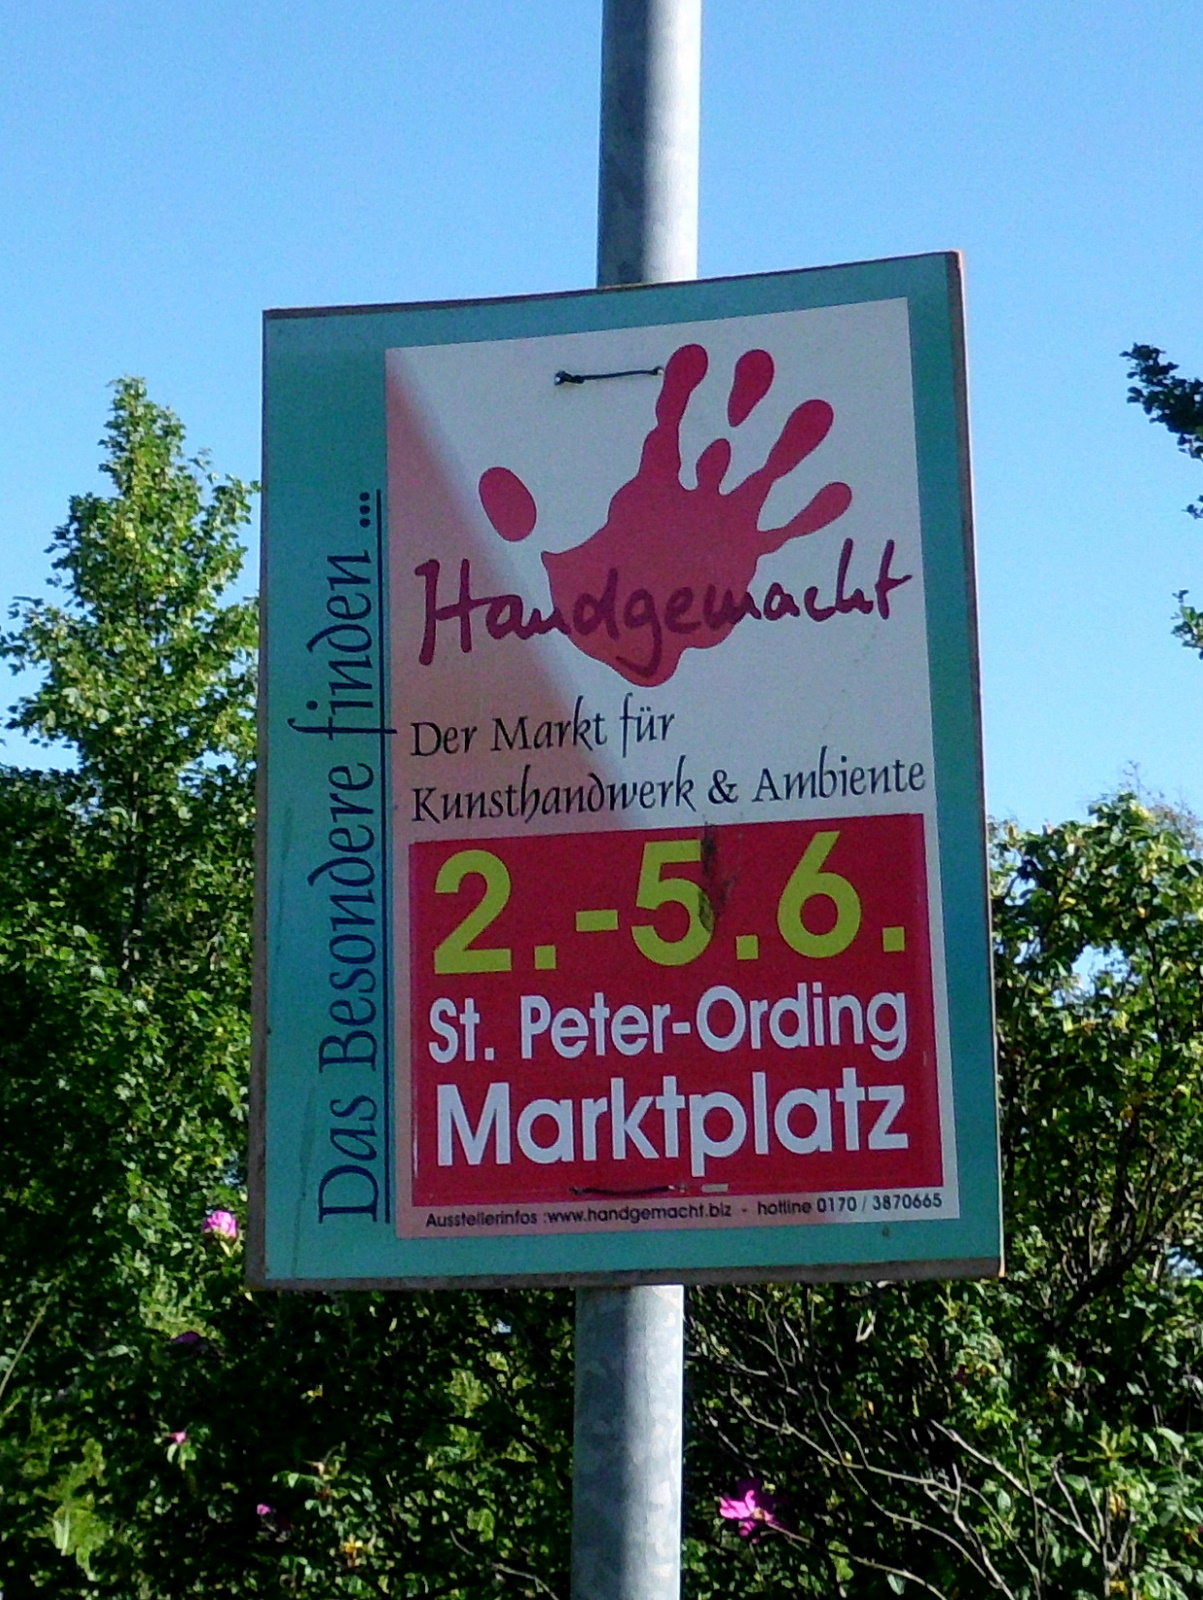 Das Besondere finden ...
Handgemacht
Der Markt für
Kunsthandwerk & Ambiente
2.-5.6.
St. Peter-Ording
Marktplatz
Ausstellerinfos :www.handgemacht.biz - hotline 0170 / 3870665